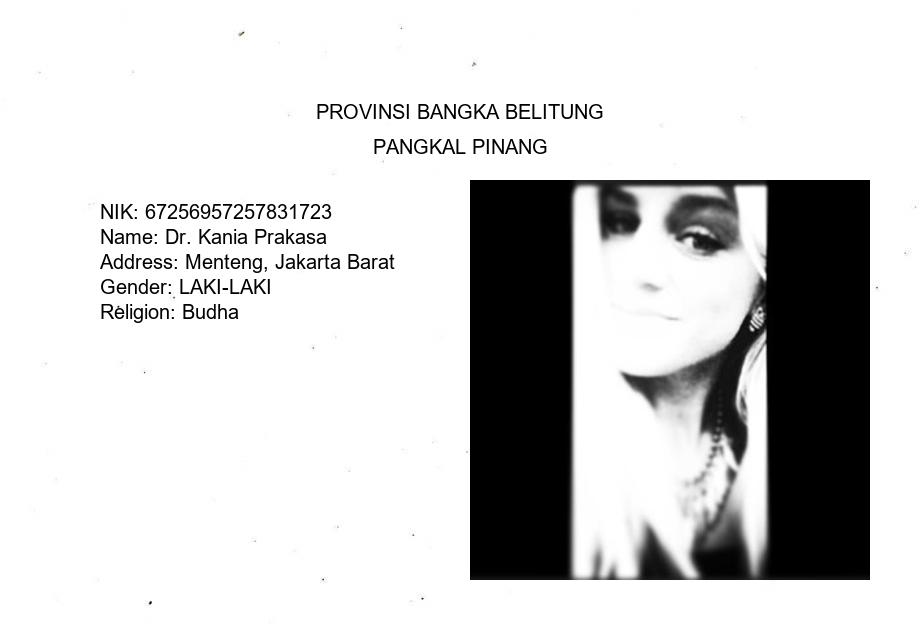 PROVINSI BANGKA BELITUNG
PANGKAL PINANG
NIK: 67256957257831723
Name: Dr. Kania Prakasa
Address: Menteng, Jakarta Barat
Gender: LAKI-LAKI
Religion: Budha